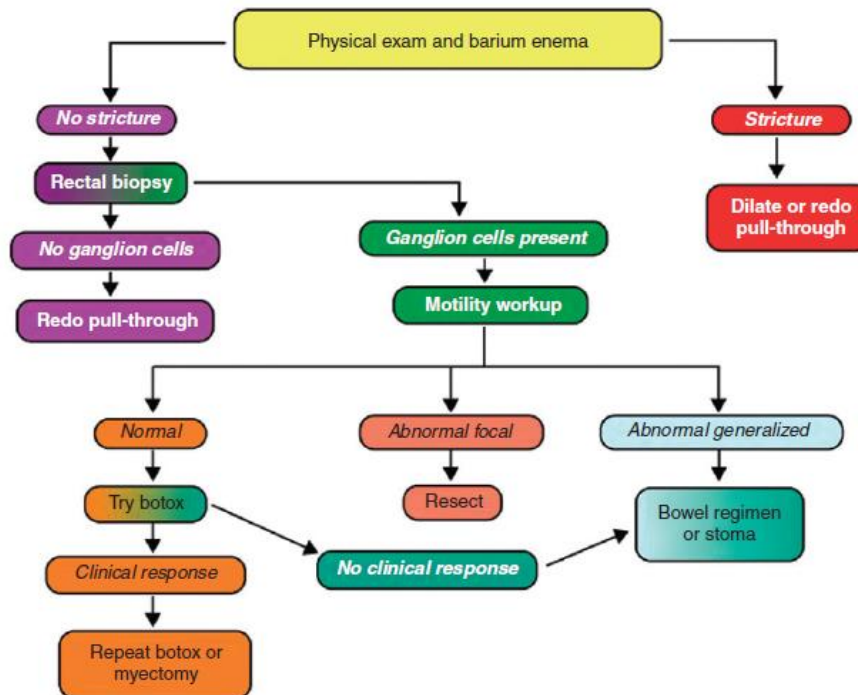 Physical exam and barium enema
No stricture
Stricture
Rectal biopsy
Dilate or redo
pull-through
No ganglion cells
Ganglion cells present
Redo pull-through
Motility workup
Normal
Abnormal focal
Abnormal generalized
Try botox
Resect
Bowel regimen
or stoma
Clinical response
No clinical response
Repeat botox or
myectomy